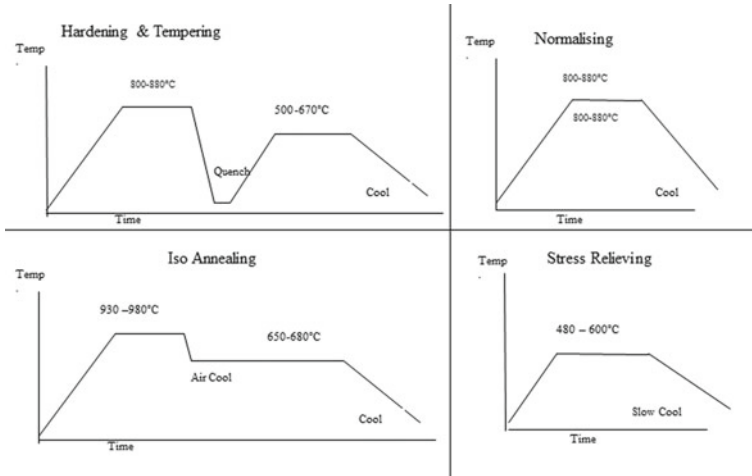 Hardening & Tempering
Temp
800-880°C
500-670°C
Quench
Cool
Time
Normalising
Temp
800-880°C
800-880°C
Cool
Time
Iso Annealing
Temp
930 –980°C
650-680°C
Air Cool
Cool
Time
Stress Relieving
Temp
480 – 600°C
Slow Cool
Time